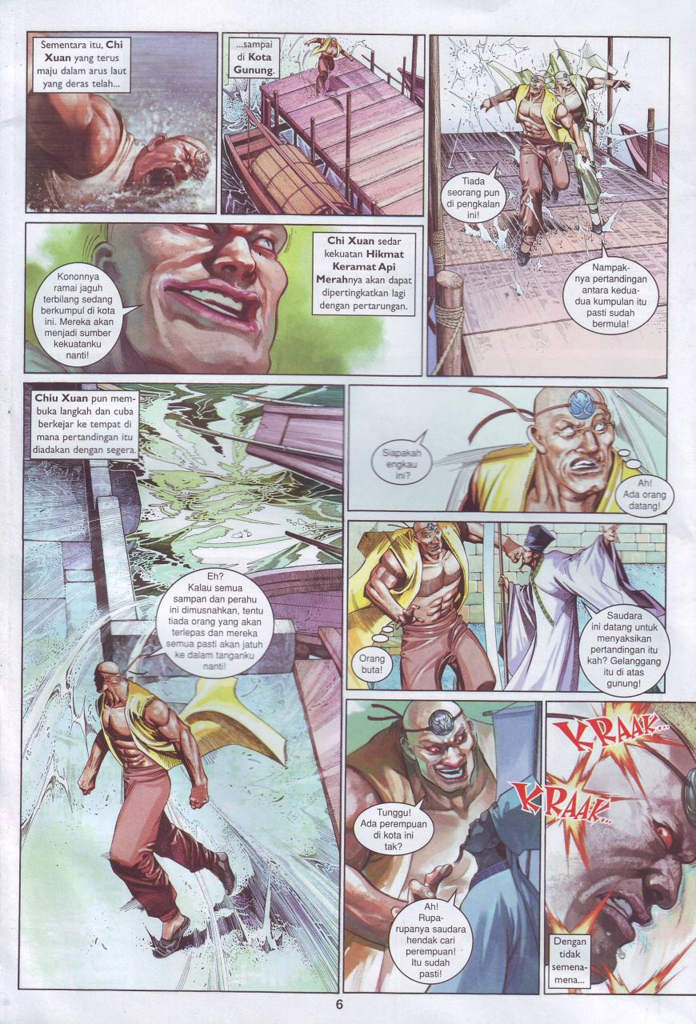 Sementara itu, Chi
Xuan yang terus
maju dalam arus laut
yang deras telah...
...sampai
di Kota
Gunung.
Tiada
seorang pun
di pengkalan
ini!
Nampak-
nya pertandingan
antara kedua-
dua kumpulan itu
pasti sudah
bermula!
Kononnya
ramai jaguh
terbilang sedang
berkumpul di kota
ini. Mereka akan
menjadi sumber
kekuatanku
nanti!
Chi Xuan sedar
kekuatan Hikmat
Keramat Api
Merahnya akan dapat
dipertingkatkan lagi
dengan pertarungan.
Chiu Xuan pun mem-
buka langkah dan cuba
berkejar ke tempat di
mana pertandingan itu
diadakan dengan segera.
Eh?
Kalau semua
sampan dan perahu
ini dimusnahkan, tentu
tiada orang yang akan
terlepas dan mereka
semua pasti akan jatuh
ke dalam tanganku
nanti!
Siapakah
engkau
ini?
Ah!
Ada orang
datang!
Orang
buta!
Saudara
ini datang untuk
menyaksikan
pertandingan itu
kah? Gelanggang
itu di atas
gunung!
Tunggu!
Ada perempuan
di kota ini
tak?
Ah!
Rupa-
rupanya saudara
hendak cari
perempuan!
Itu sudah
pasti!
KRAAK...
KRAAK...
Dengan
tidak
semena-
mena...
6